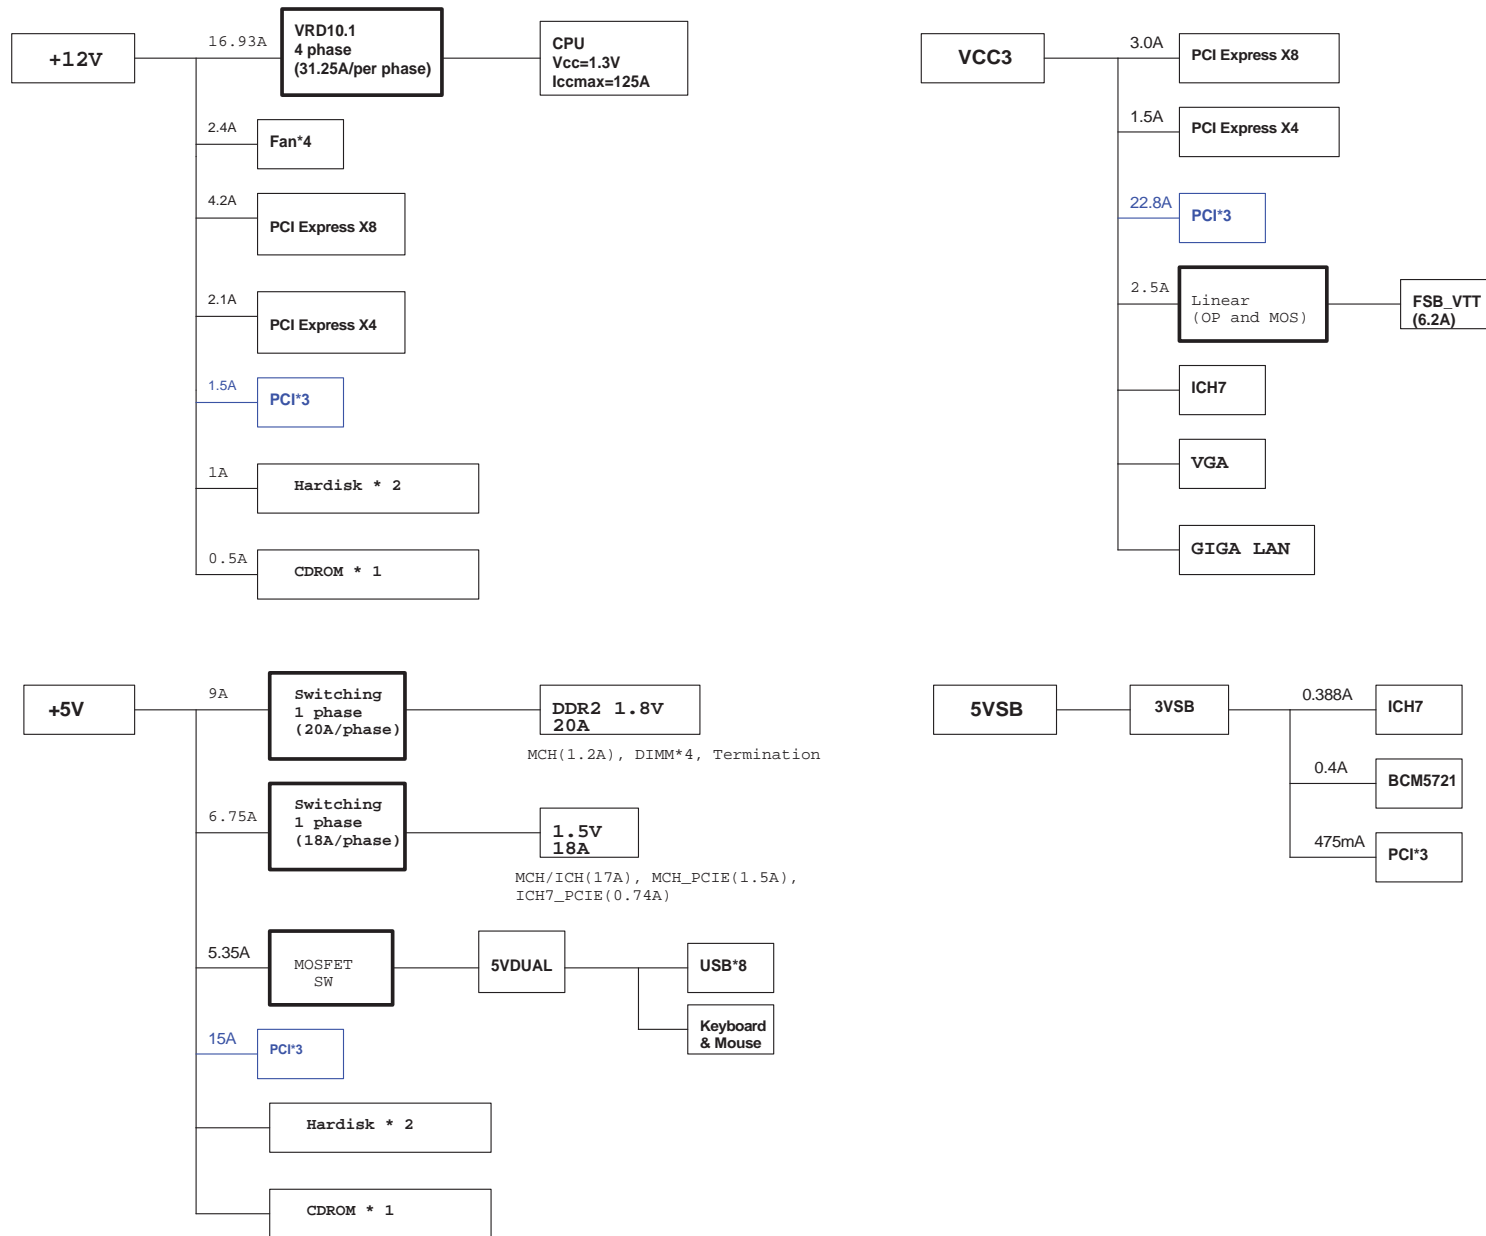 +12V
16.93A
VRD10.1
4 phase
(31.25A/per phase)
CPU
Vcc=1.3V
Iccmax=125A
2.4A
Fan*4
4.2A
PCI Express X8
2.1A
PCI Express X4
1.5A
PCI*3
1A
Hardisk * 2
0.5A
CDROM * 1
VCC3
3.0A
PCI Express X8
1.5A
PCI Express X4
22.8A
PCI*3
2.5A
Linear
(OP and MOS)
FSB_VTT
(6.2A)
ICH7
VGA
GIGA LAN
+5V
9A
Switching
1 phase
(20A/phase)
DDR2 1.8V
20A
MCH(1.2A), DIMM*4, Termination
6.75A
Switching
1 phase
(18A/phase)
1.5V
18A
MCH/ICH(17A), MCH_PCIE(1.5A),
ICH7_PCIE(0.74A)
5.35A
MOSFET
SW
5VDUAL
USB*8
Keyboard
& Mouse
15A
PCI*3
Hardisk * 2
CDROM * 1
5VSB
3VSB
0.388A
ICH7
0.4A
BCM5721
475mA
PCI*3